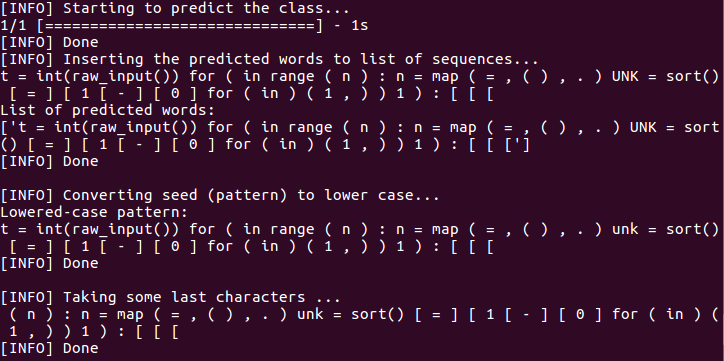 [INFO] Starting to predict the class...
1/1 [==============================] - 1s
[INFO] Done
[INFO] Inserting the predicted words to list of sequences...
t = int(raw_input()) for ( in range ( n ) : n = map ( = , ( ) , . ) UNK = sort()
[ = ] [ 1 [ - ] [ 0 ] for ( in ) ( 1 , ) ) 1 ) : [ [ [
List of predicted words:
['t = int(raw_input()) for ( in range ( n ) : n = map ( = , ( ) , . ) UNK = sort
() [ = ] [ 1 [ - ] [ 0 ] for ( in ) ( 1 , ) ) 1 ) : [ [ [']
[INFO] Done
[INFO] Converting seed (pattern) to lower case...
Lowered-case pattern:
t = int(raw_input()) for ( in range ( n ) : n = map ( = , ( ) , . ) unk = sort()
[ = ] [ 1 [ - ] [ 0 ] for ( in ) ( 1 , ) ) 1 ) : [ [ [
[INFO] Done
[INFO] Taking some last characters ...
( n ) : n = map ( = , ( ) , . ) unk = sort() [ = ] [ 1 [ - ] [ 0 ] for ( in ) (
1 , ) ) 1 ) : [ [ [
[INFO] Done